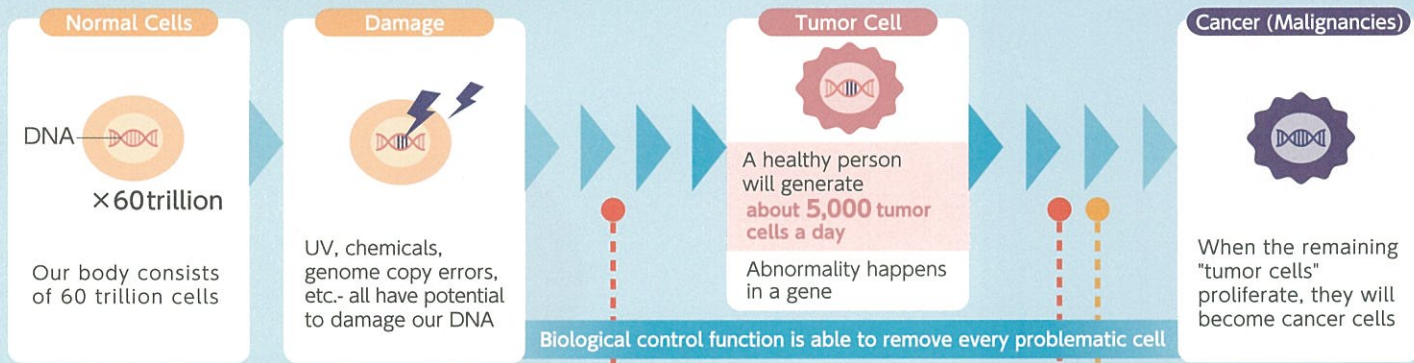 Normal Cells
DNA
×60trillion
Our body consists
of 60 trillion cells
Damage
UV, chemicals,
genome copy errors,
etc.- all have potential
to damage our DNA
Tumor Cell
A healthy person
will generate
about 5,000 tumor
cells a day
Abnormality happens
in a gene
Cancer (Malignancies)
When the remaining
"tumor cells"
proliferate, they will
become cancer cells
Biological control function is able to remove every problematic cell